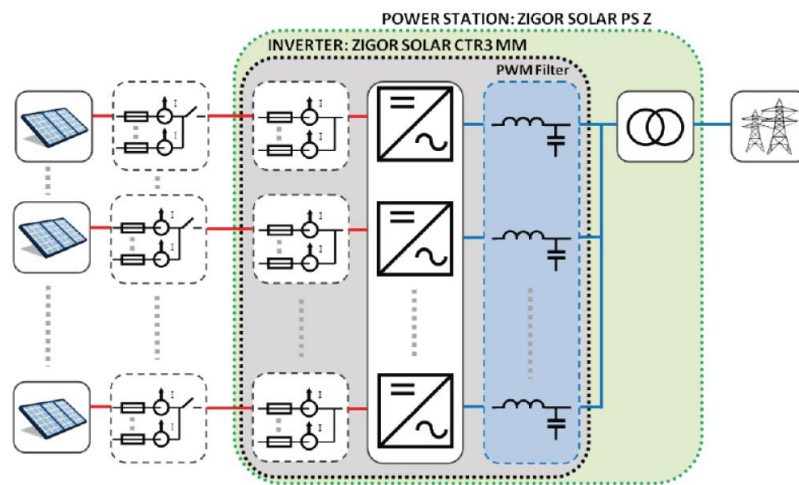 POWER STATION: ZIGOR SOLAR PS Z
INVERTER: ZIGOR SOLAR CTR3 MM
PWM Filter
I
I
I
I
I
I